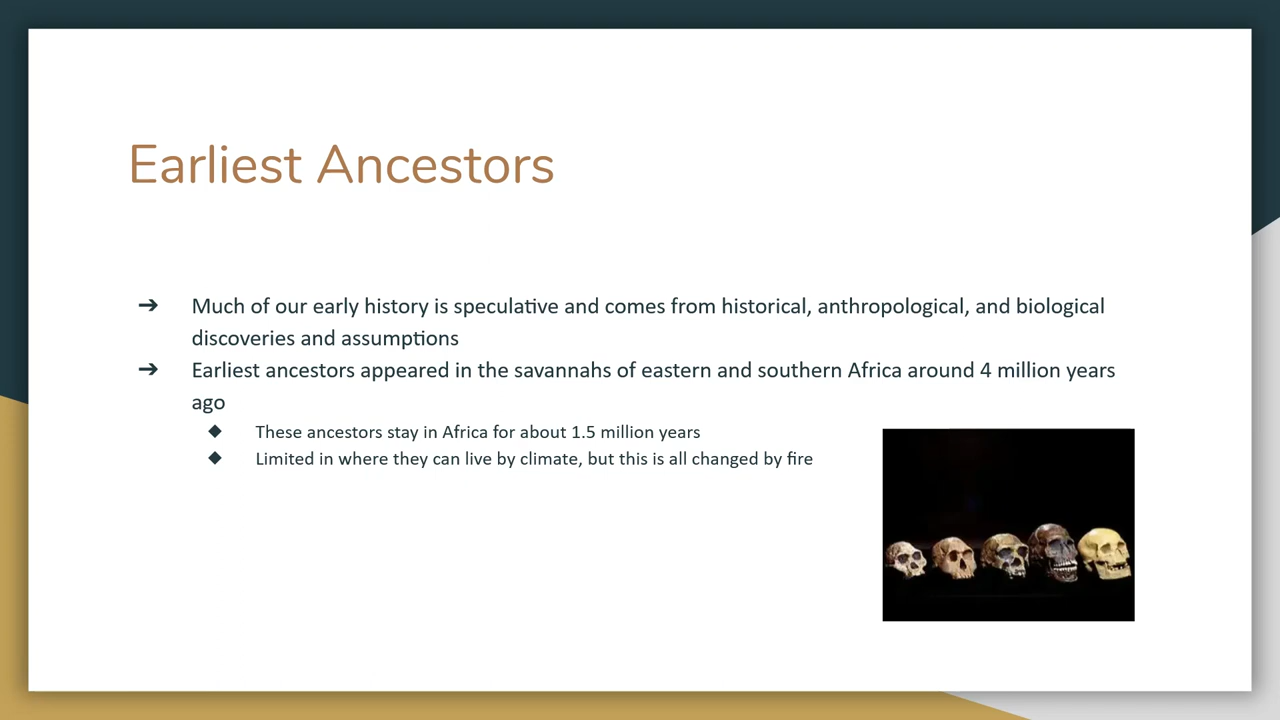 Earliest Ancestors
➔ Much of our early history is speculative and comes from historical, anthropological, and biological
discoveries and assumptions
➔ Earliest ancestors appeared in the savannahs of eastern and southern Africa around 4 million years
ago
◆ These ancestors stay in Africa for about 1.5 million years
◆ Limited in where they can live by climate, but this is all changed by fire